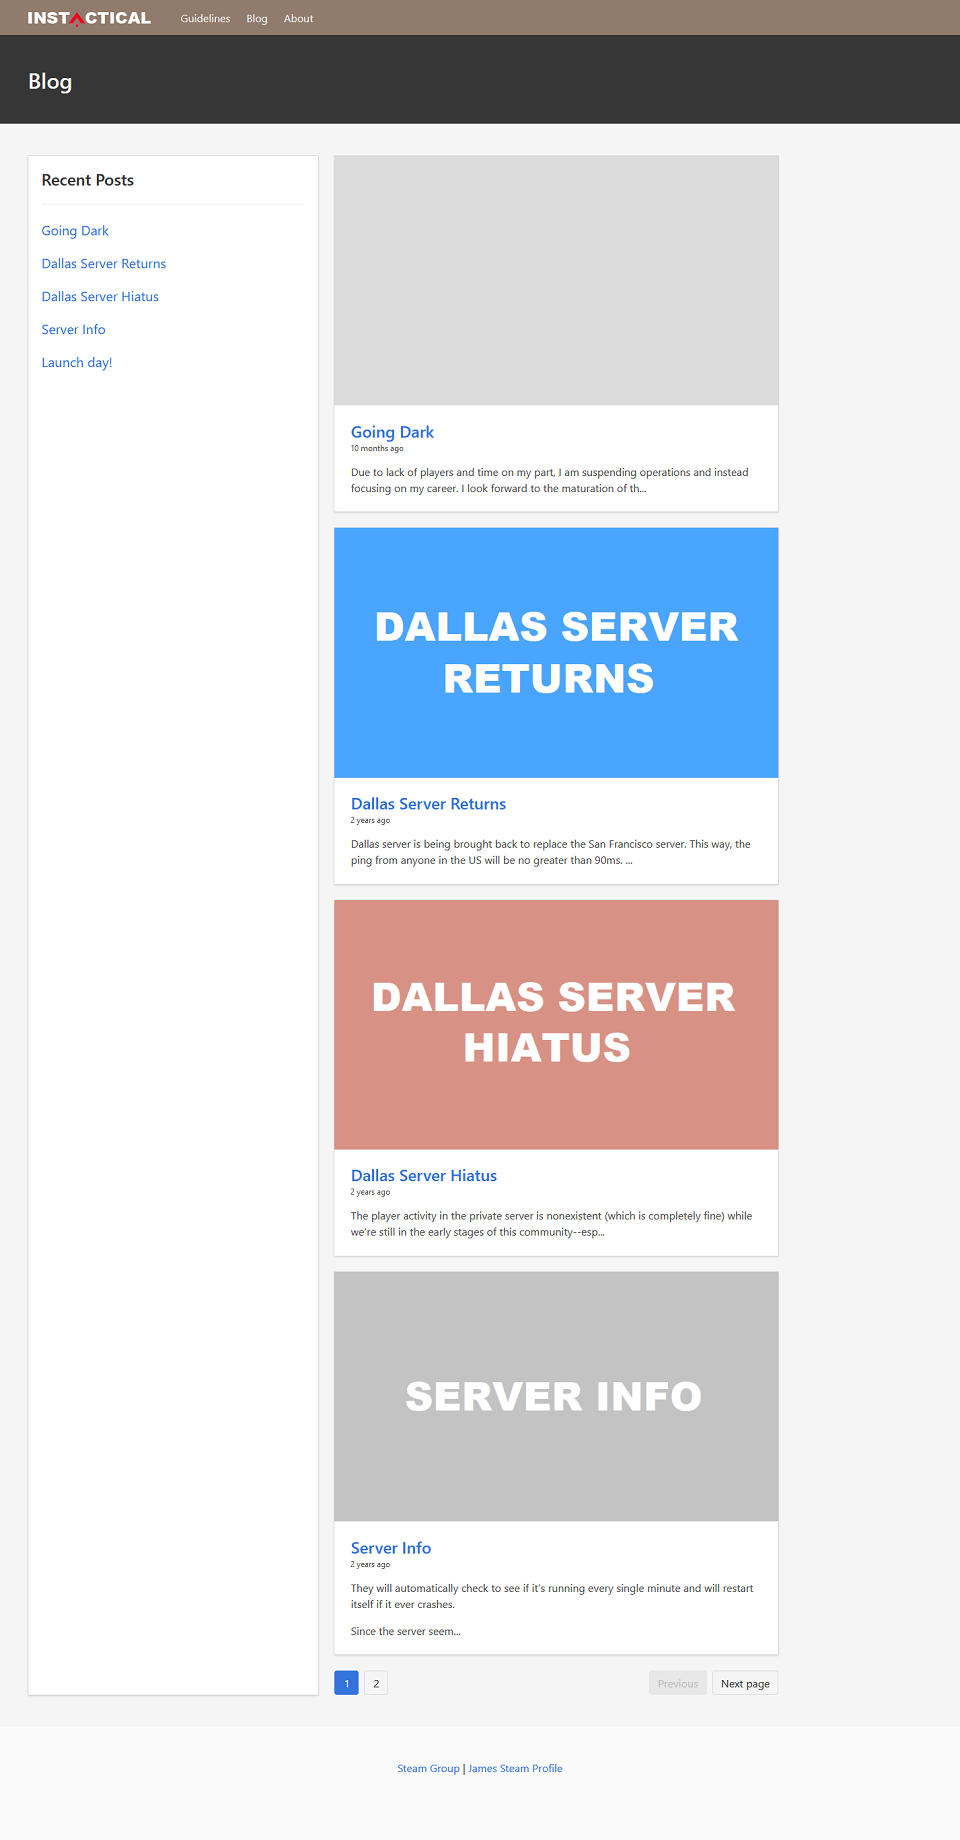 INSTACTICAL Guidelines Blog About
Blog
Recent Posts
Going Dark
Dallas Server Returns
Dallas Server Hiatus
Server Info
Launch day!
Going Dark
10 months ago
Due to lack of players and time on my part, I am suspending operations and instead
focusing on my career. I look forward to the maturation of th...
DALLAS SERVER
RETURNS
Dallas Server Returns
2 years ago
Dallas server is being brought back to replace the San Francisco server. This way, the
ping from anyone in the US will be no greater than 90ms. ...
DALLAS SERVER
HIATUS
Dallas Server Hiatus
2 years ago
The player activity in the private server is nonexistent (which is completely fine) while
we're still in the early stages of this community--esp...
SERVER INFO
Server Info
2 years ago
They will automatically check to see if it's running every single minute and will restart
itself if it ever crashes.
Since the server seem...
1 2 Previous Next page
Steam Group | James Steam Profile